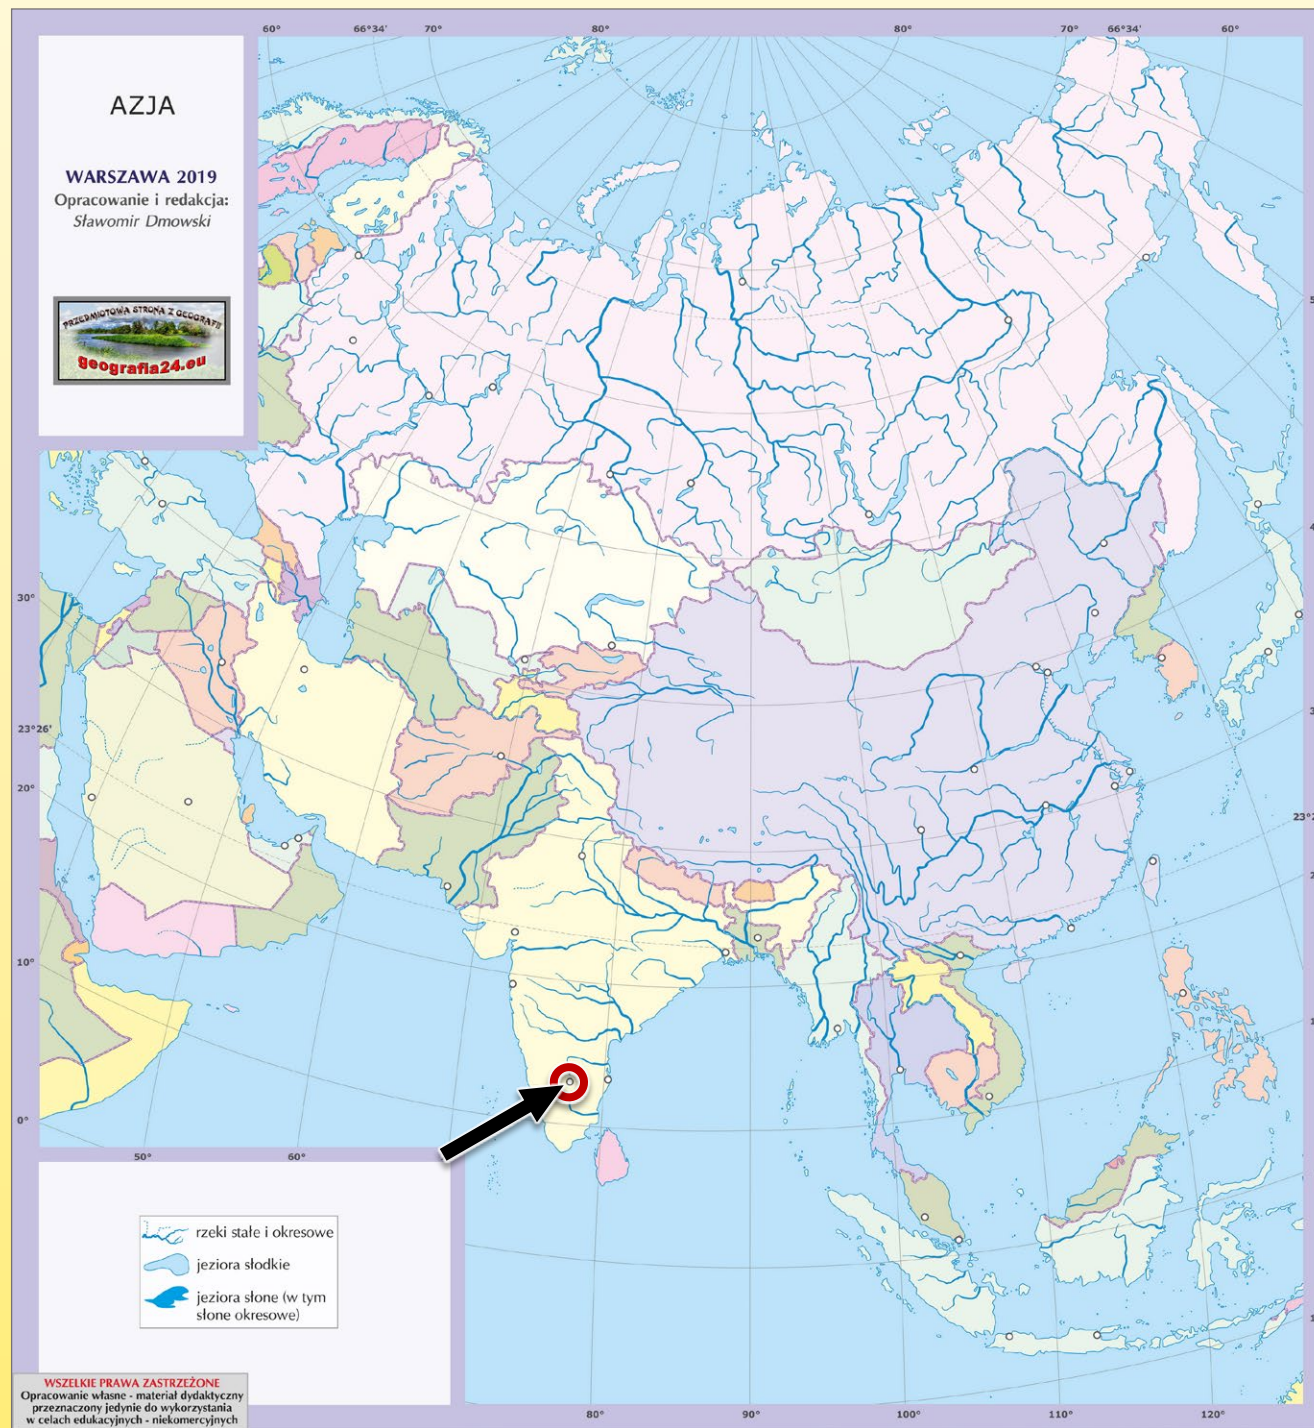 60° 66°34' 70° 80° 90° 80° 70° 66°34' 60°
AZJA
WARSZAWA 2019
Opracowanie i redakcja:
Sławomir Dmowski
PRZEDMIOTOWA STRONA Z GEOGRAFII
geografia24.eu
30°
23°26'
20°
10°
0°
50° 60°
rzeki stałe i okresowe
jeziora słodkie
jeziora słone (w tym
słone okresowe)
WSZELKIE PRAWA ZASTRZEŻONE
Opracowanie własne - materiał dydaktyczny
przeznaczony jedynie do wykorzystania
w celach edukacyjnych - niekomercyjnych
80° 90° 100° 110° 120°